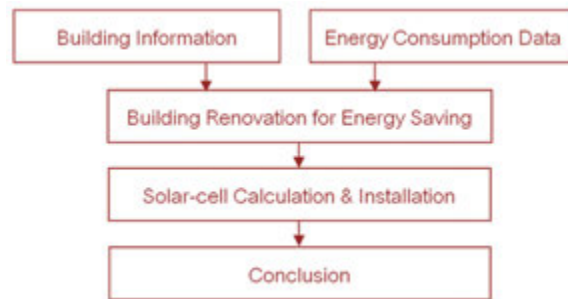 Building Information
Energy Consumption Data
Building Renovation for Energy Saving
Solar-cell Calculation & Installation
Conclusion